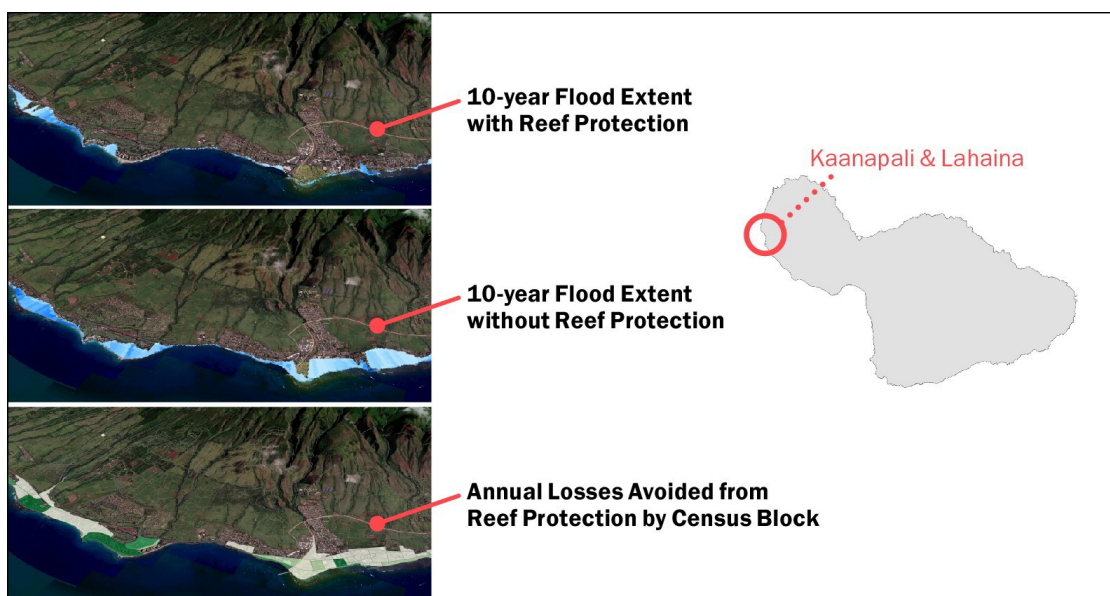 10-year Flood Extent
with Reef Protection
Kaanapali & Lahaina
10-year Flood Extent
without Reef Protection
Annual Losses Avoided from
Reef Protection by Census Block